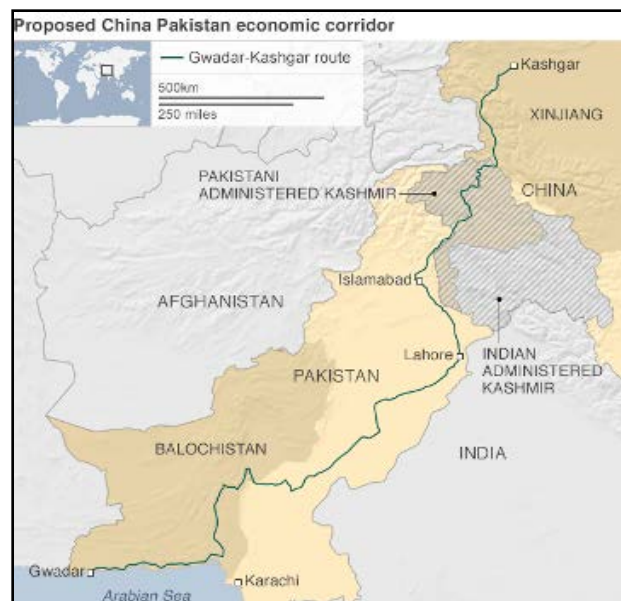 Proposed China Pakistan economic corridor
Gwadar-Kashgar route
500km
250 miles
Kashgar
XINJIANG
PAKISTANI
ADMINISTERED KASHMIR
CHINA
Islamabad
AFGHANISTAN
Lahore
INDIAN
ADMINISTERED
KASHMIR
PAKISTAN
BALOCHISTAN
INDIA
Gwadar
Karachi
Arabian Sea